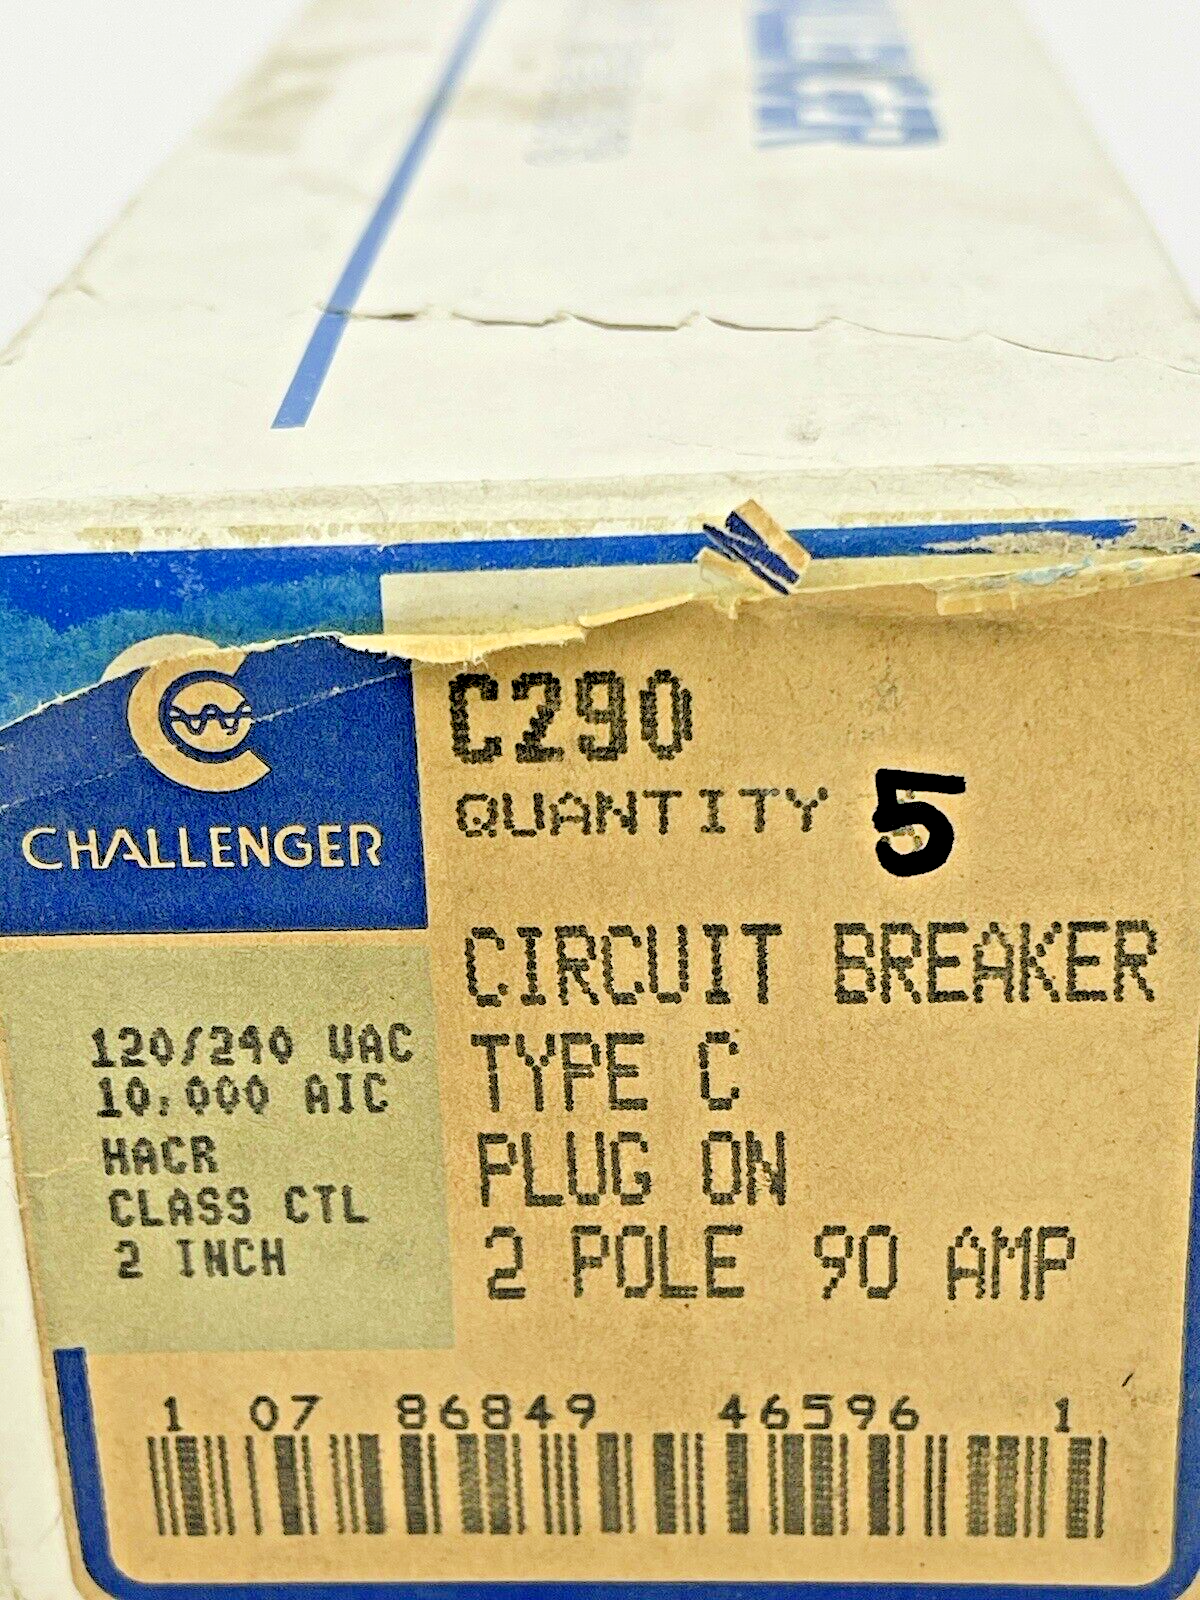 C290
QUANTITY 5
CHALLENGER
CIRCUIT BREAKER
TYPE C
PLUG ON
2 POLE 90 AMP
120/240 VAC
10,000 AIC
HACR
CLASS CTL
2 INCH
1 07 86849 46596 1